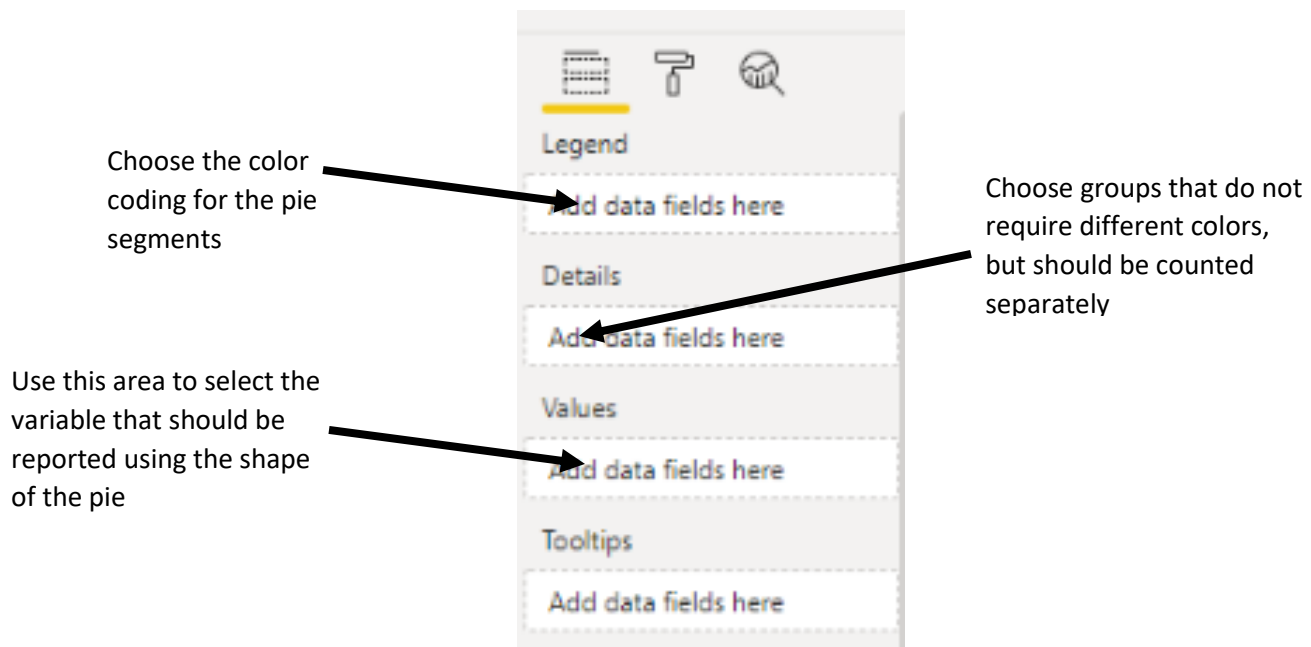 Choose the color
coding for the pie
segments
Use this area to select the
variable that should be
reported using the shape
of the pie
Legend
Add data fields here
Details
Add data fields here
Values
Add data fields here
Tooltips
Add data fields here
Choose groups that do not
require different colors,
but should be counted
separately